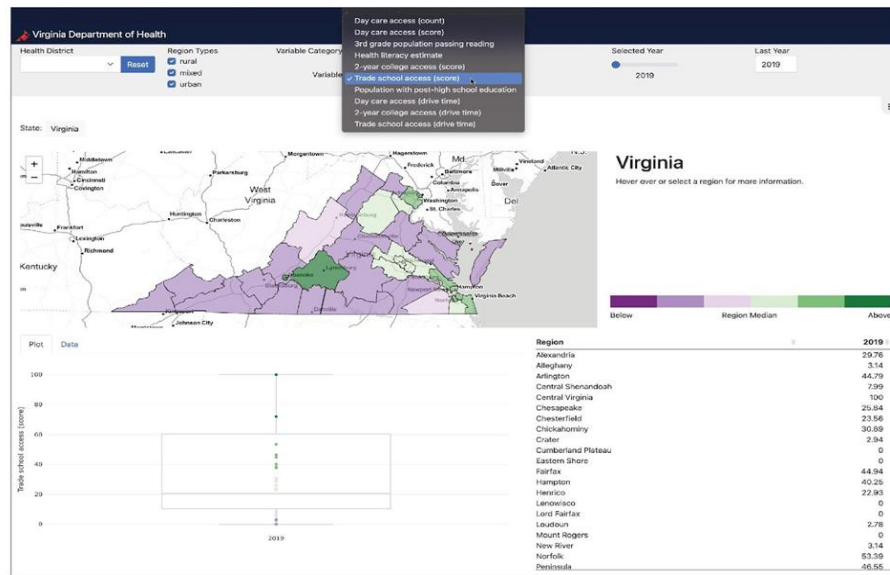 Day care access (count)
Day care access (score)
3rd grade population passing reading
Health literacy estimate
2-year college access (score)
✓ Trade school access (score)
Population with post-high school education
Day care access (drive time)
2-year college access (drive time)
Trade school access (drive time)
Virginia Department of Health
Health District
Reset
Region Types
rural
mixed
urban
Variable Category
Variable
Selected Year
2019
Last Year
2019
State: Virginia
+
−
Middletown
Hamilton
Cincinnati
Covington
Parkersburg
Morgantown
Hagerstown
Md.
Frederick
Baltimore
Columbia
Annapolis
Washington
St. Charles
Vineland
Millville
Atlantic City
Dover
Del
West
Virginia
Huntington
Charleston
Frankfort
Lexington
Richmond
Kentucky
Lynchburg
Hampton
Newport
Virginia Beach
Danville
Johnson City
Virginia
Hover over or select a region for more information.
Below
Region Median
Above
Plot
Data
Trade school access (score)
100
80
60
40
20
0
2019
Region 2019
Alexandria 29.76
Alleghany 3.14
Arlington 44.79
Central Shenandoah 7.99
Central Virginia 100
Chesapeake 25.84
Chesterfield 23.56
Chickahominy 30.69
Crater 2.94
Cumberland Plateau 0
Eastern Shore 0
Fairfax 44.94
Hampton 40.25
Henrico 22.93
Lenowisco 0
Lord Fairfax 0
Loudoun 2.78
Mount Rogers 0
New River 3.14
Norfolk 53.39
Peninsula 46.55